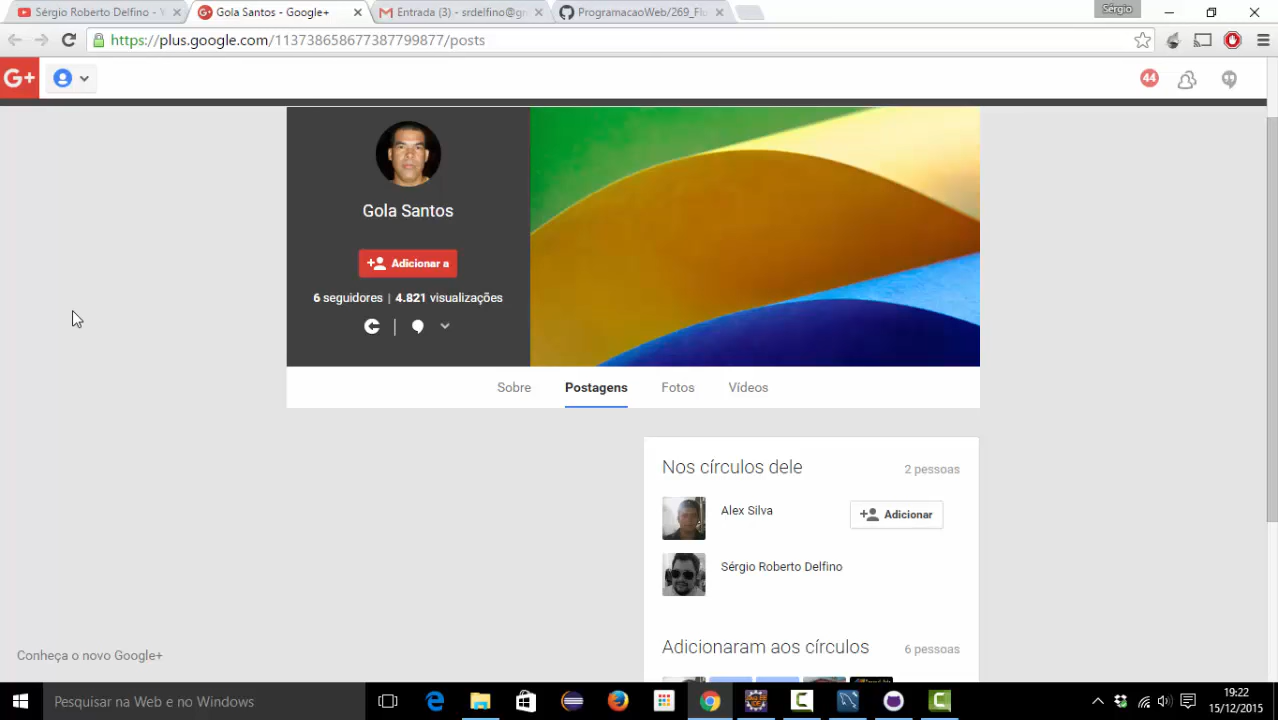 Sérgio Roberto Delfino - Y
Gola Santos - Google+
Entrada (3) - srdelfino@gm
ProgramacaoWeb/269_Flu
Sérgio
https://plus.google.com/113738658677387799877/posts
G+
44
Gola Santos
Adicionar a
6 seguidores | 4.821 visualizações
Sobre
Postagens
Fotos
Vídeos
Nos círculos dele
2 pessoas
Alex Silva
Adicionar
Sérgio Roberto Delfino
Adicionaram aos círculos
6 pessoas
Conheça o novo Google+
Pesquisar na Web e no Windows
19:22
15/12/2015